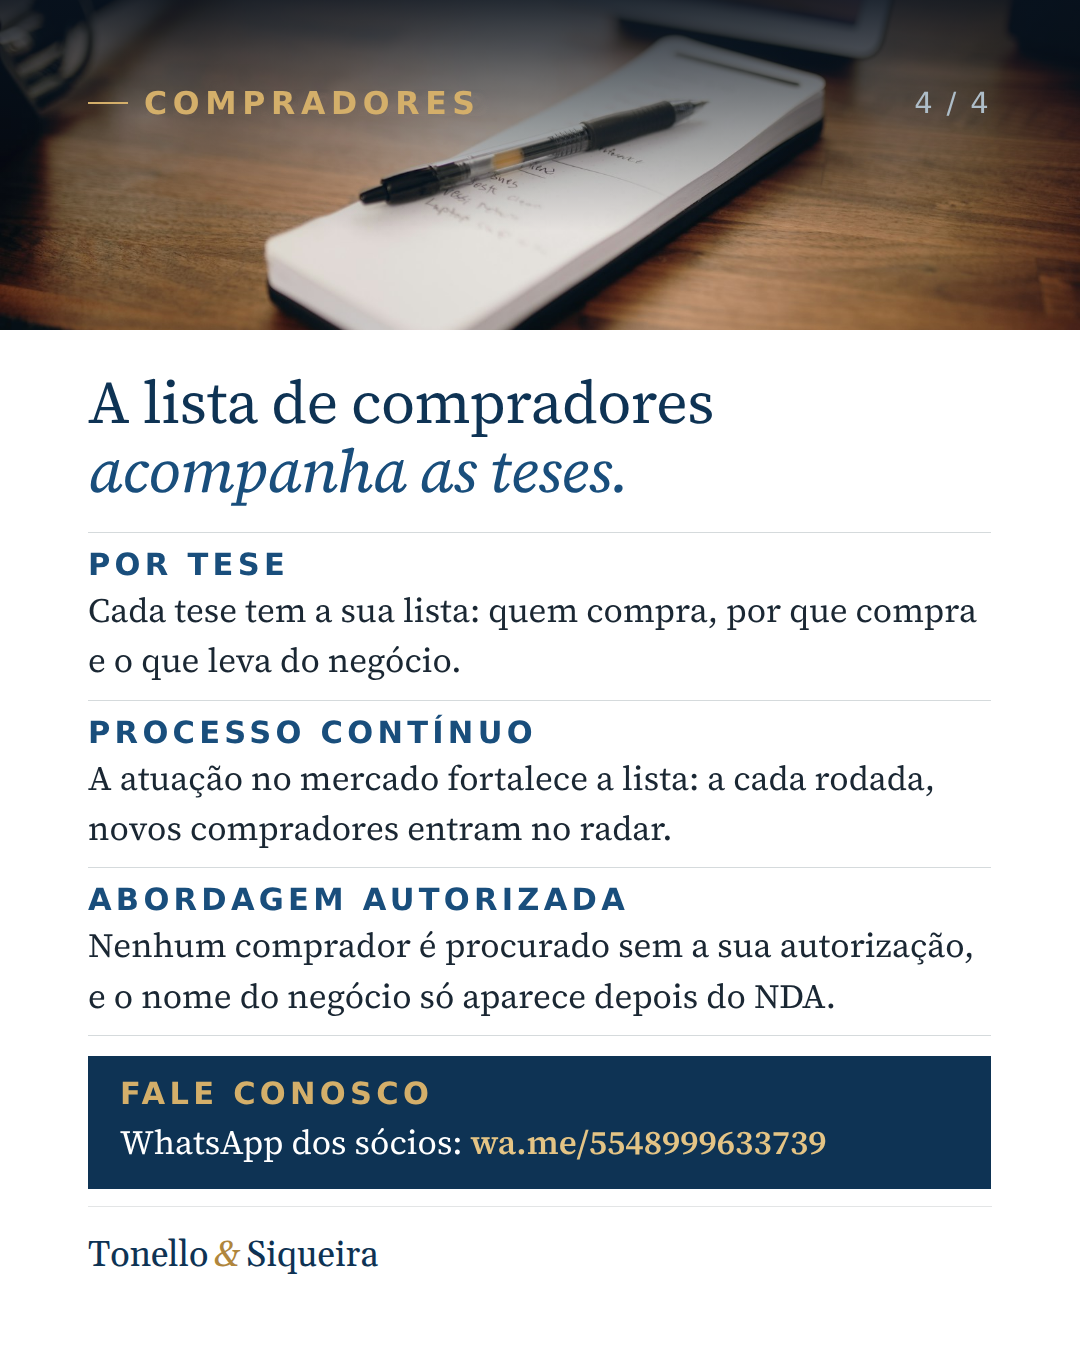 COMPRADORES
4 / 4
A lista de compradores
acompanha as teses.
POR TESE
Cada tese tem a sua lista: quem compra, por que compra
e o que leva do negócio.
PROCESSO CONTÍNUO
A atuação no mercado fortalece a lista: a cada rodada,
novos compradores entram no radar.
ABORDAGEM AUTORIZADA
Nenhum comprador é procurado sem a sua autorização,
e o nome do negócio só aparece depois do NDA.
FALE CONOSCO
WhatsApp dos sócios: wa.me/5548999633739
Tonello & Siqueira